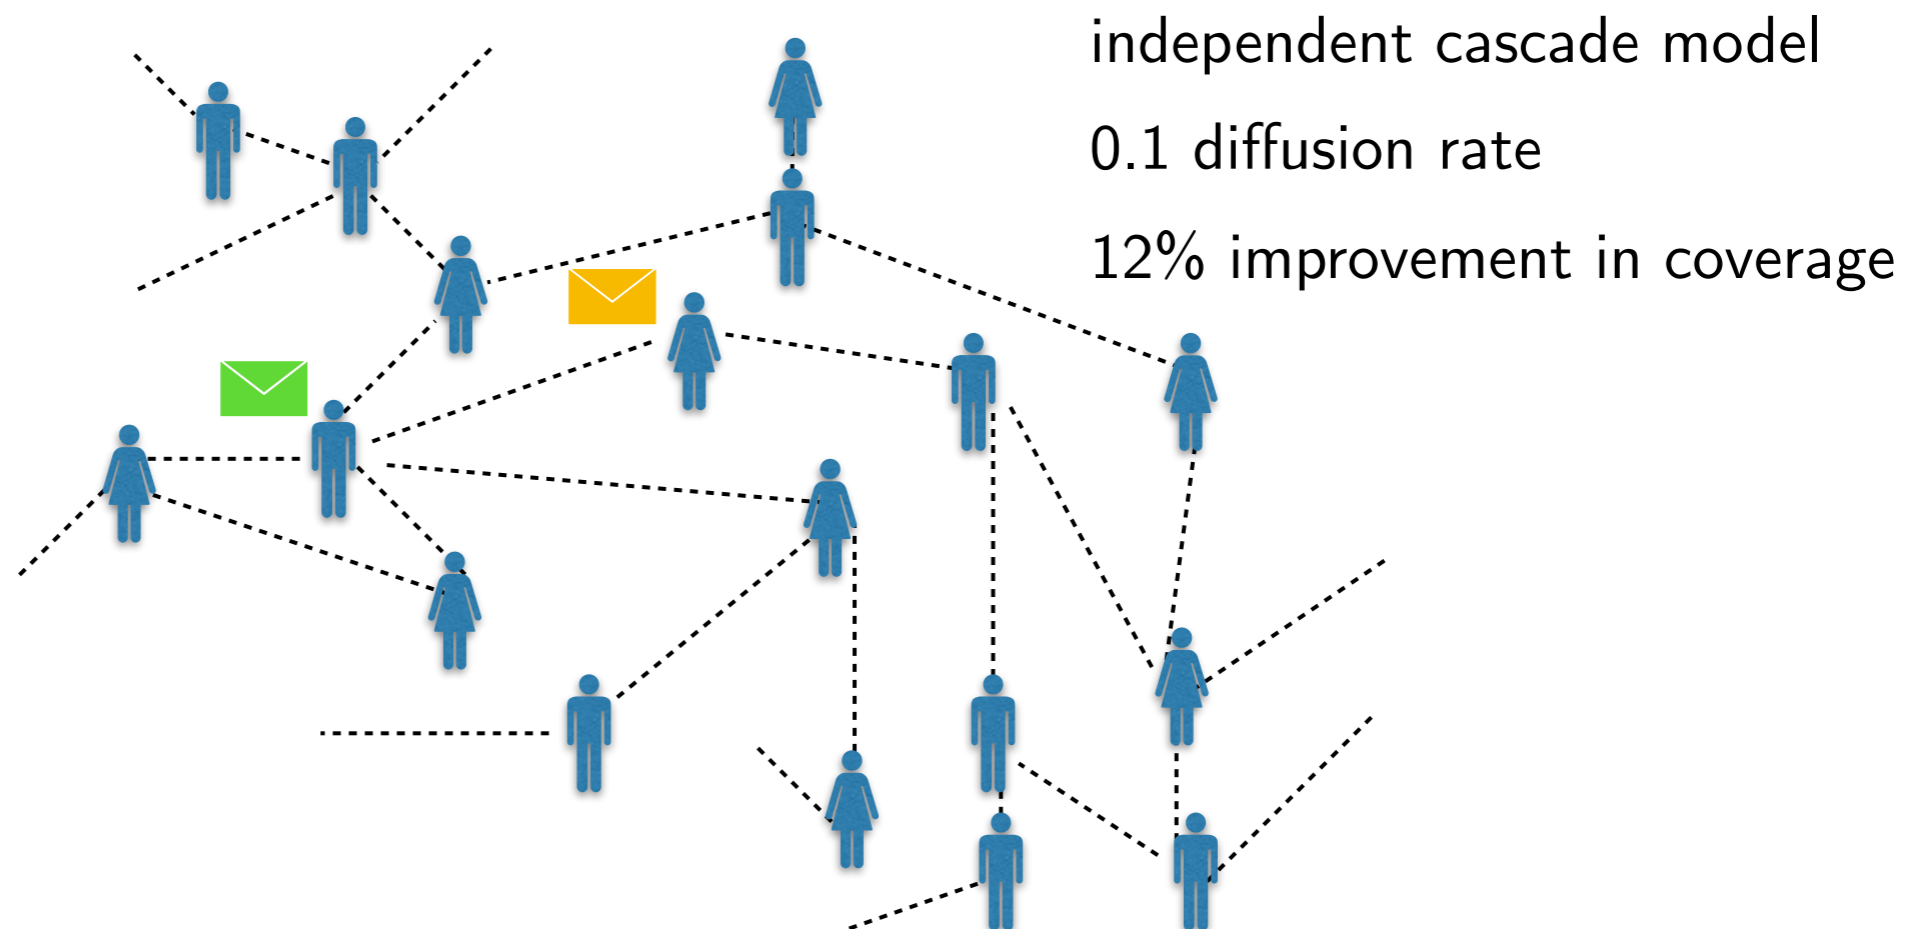 independent cascade model
0.1 diffusion rate
12% improvement in coverage